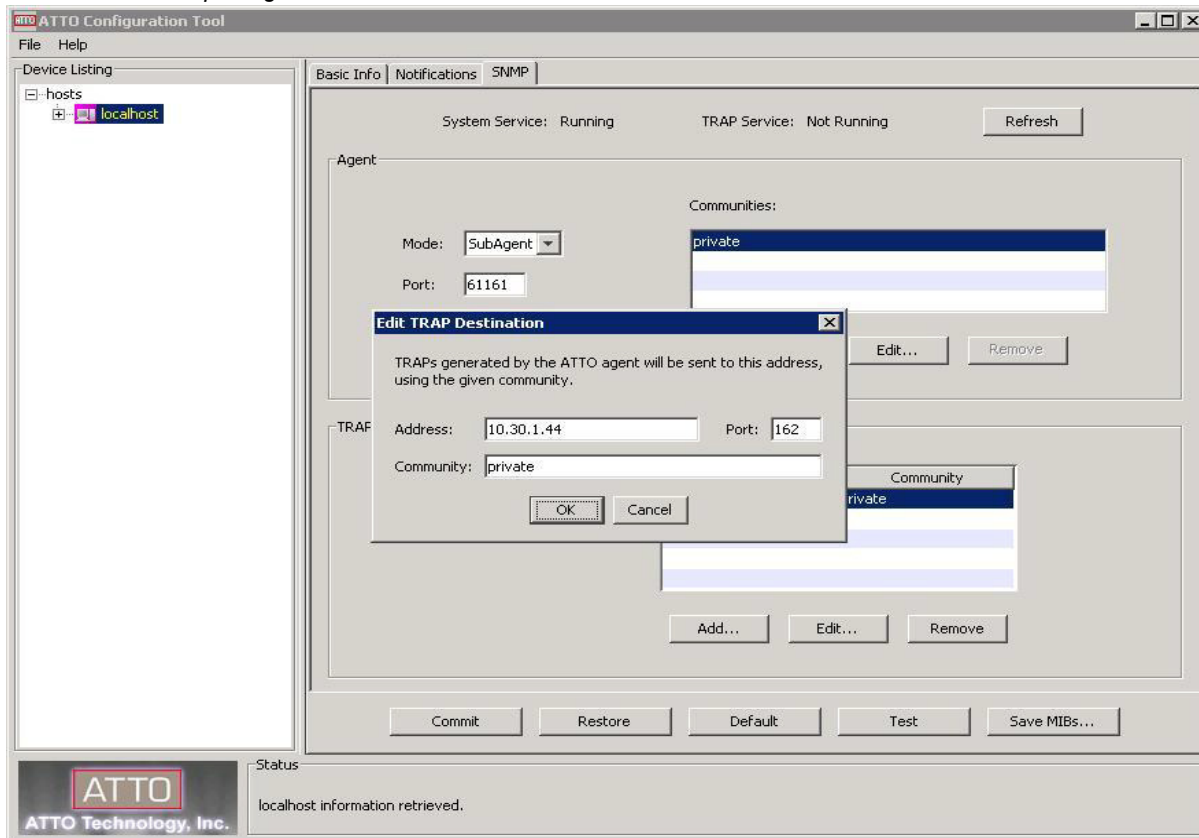 ATTO Configuration Tool
File Help
Device Listing
hosts
localhost
Basic Info Notifications SNMP
System Service: Running TRAP Service: Not Running Refresh
Agent
Communities:
Mode: SubAgent private
Port: 61161
Edit... Remove
Edit TRAP Destination
TRAPs generated by the ATTO agent will be sent to this address,
using the given community.
Address: 10.30.1.44 Port: 162
Community: private
OK Cancel
TRAP
Community
rivate
Add... Edit... Remove
Commit Restore Default Test Save MIBs...
Status
localhost information retrieved.
ATTO
ATTO Technology, Inc.